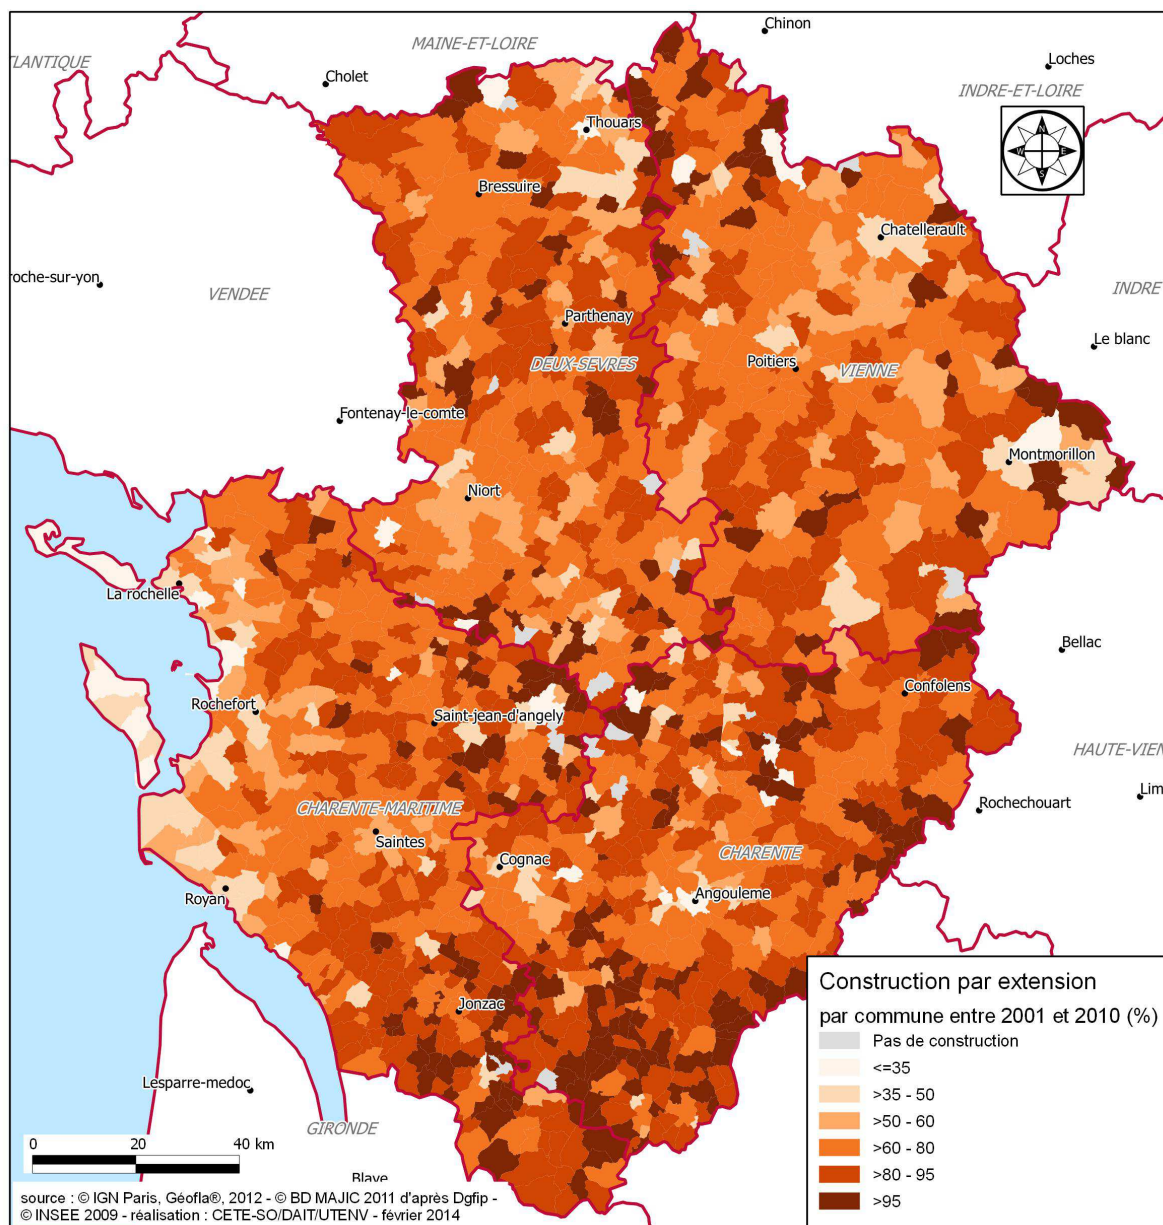 Chinon
MAINE-ET-LOIRE
TLANTIQUE
Loches
Cholet
INDRE-ET-LOIRE
N
W E
S
Thouars
Bressuire
Chatellerault
roche-sur-yon
VENDEE
INDRE
Parthenay
Le blanc
DEUX-SEVRES
Poitiers
VIENNE
Fontenay-le-comte
Montmorillon
Niort
La rochelle
Bellac
Confolens
Rochefort
Saint-jean-d'angely
HAUTE-VIEN
Lim
CHARENTE-MARITIME
Rochechouart
Saintes
CHARENTE
Cognac
Royan
Angouleme
Jonzac
Lesparre-medoc
GIRONDE
Blaye
0 20 40 km
source : © IGN Paris, Géofla®, 2012 - © BD MAJIC 2011 d'après Dgfip -
© INSEE 2009 - réalisation : CETE-SO/DAIT/UTENV - février 2014
Construction par extension
par commune entre 2001 et 2010 (%)
Pas de construction
<=35
>35 - 50
>50 - 60
>60 - 80
>80 - 95
>95